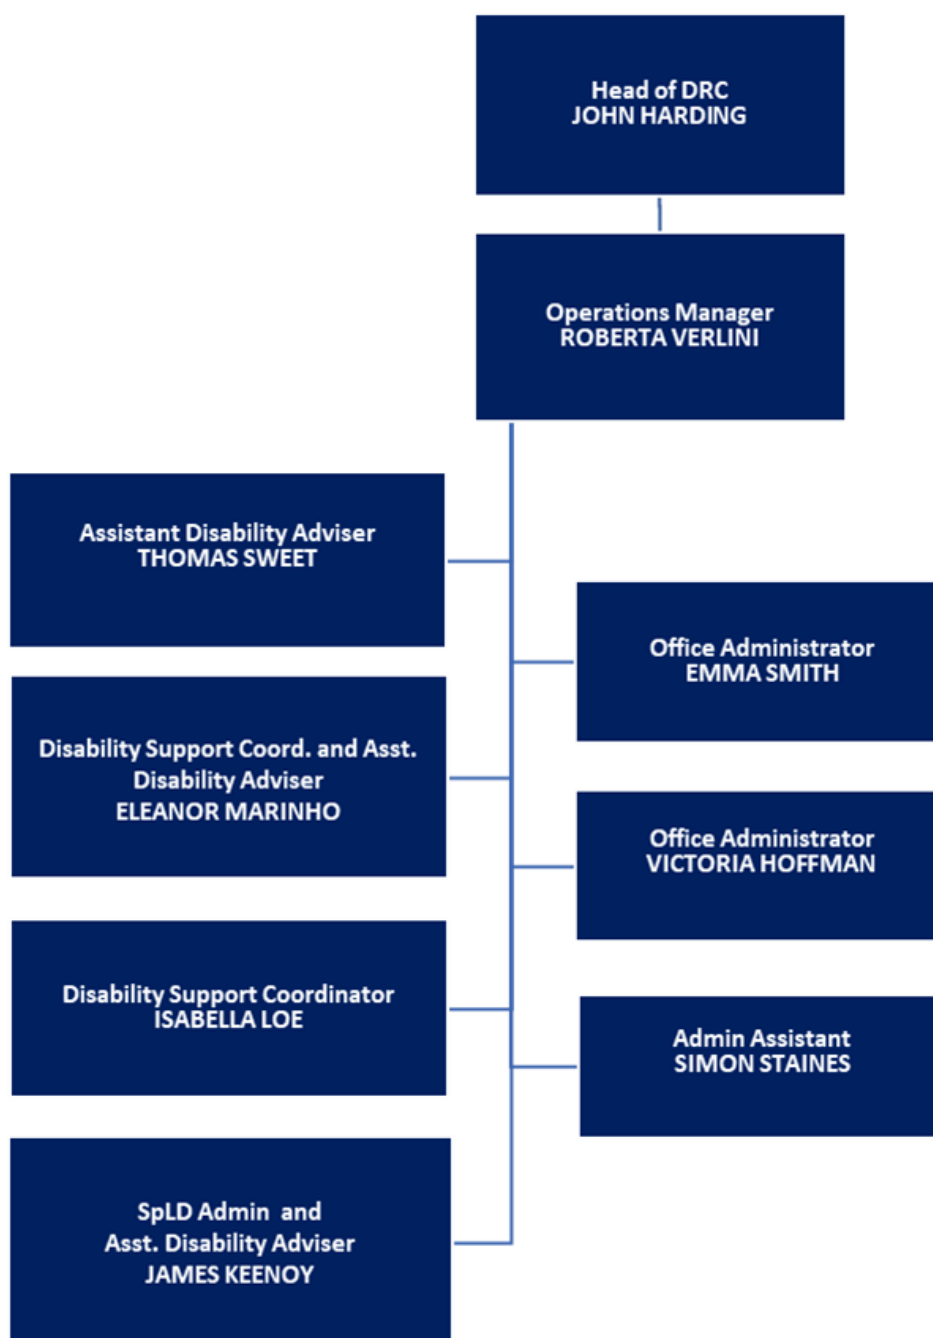 Head of DRC
JOHN HARDING
Operations Manager
ROBERTA VERLINI
Assistant Disability Adviser
THOMAS SWEET
Office Administrator
EMMA SMITH
Disability Support Coord. and Asst.
Disability Adviser
ELEANOR MARINHO
Office Administrator
VICTORIA HOFFMAN
Disability Support Coordinator
ISABELLA LOE
Admin Assistant
SIMON STAINES
SpLD Admin and
Asst. Disability Adviser
JAMES KEENOY